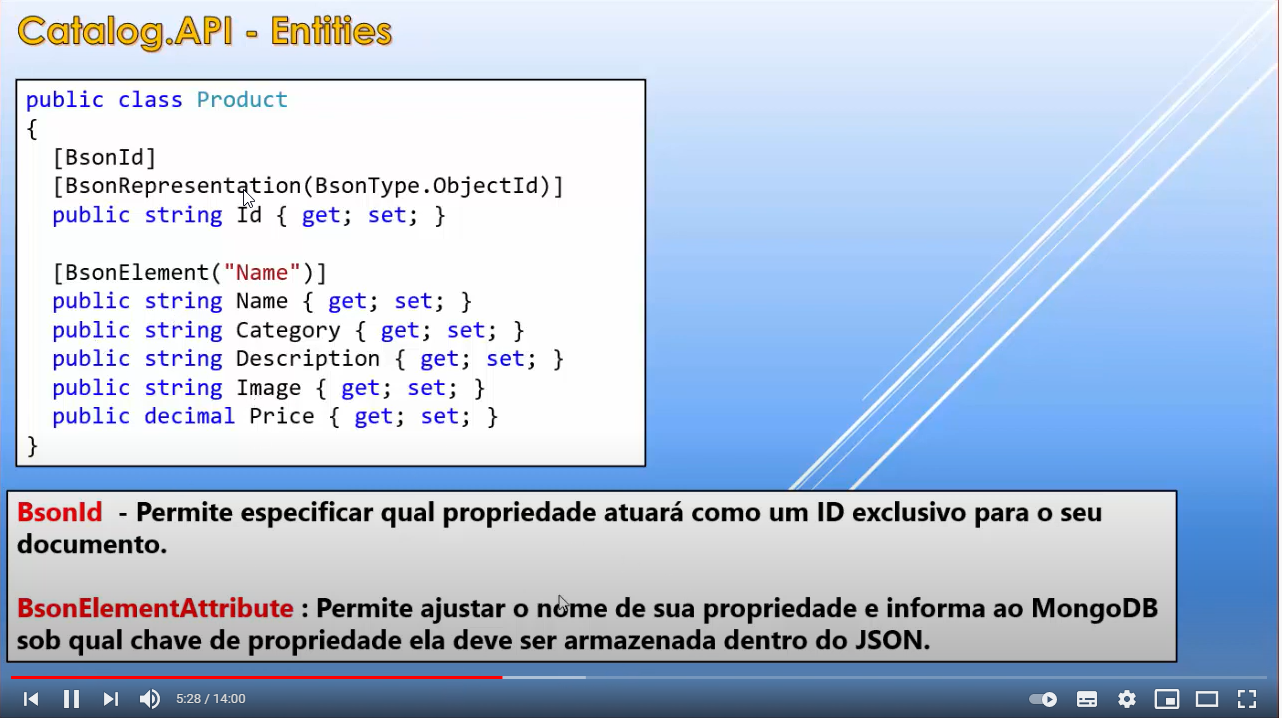 Catalog.API - Entities
public class Product
{
[BsonId]
[BsonRepresentation(BsonType.ObjectId)]
public string Id { get; set; }
[BsonElement("Name")]
public string Name { get; set; }
public string Category { get; set; }
public string Description { get; set; }
public string Image { get; set; }
public decimal Price { get; set; }
}
BsonId - Permite especificar qual propriedade atuará como um ID exclusivo para o seu
documento.
BsonElementAttribute : Permite ajustar o nome de sua propriedade e informa ao MongoDB
sob qual chave de propriedade ela deve ser armazenada dentro do JSON.
5:28 / 14:00